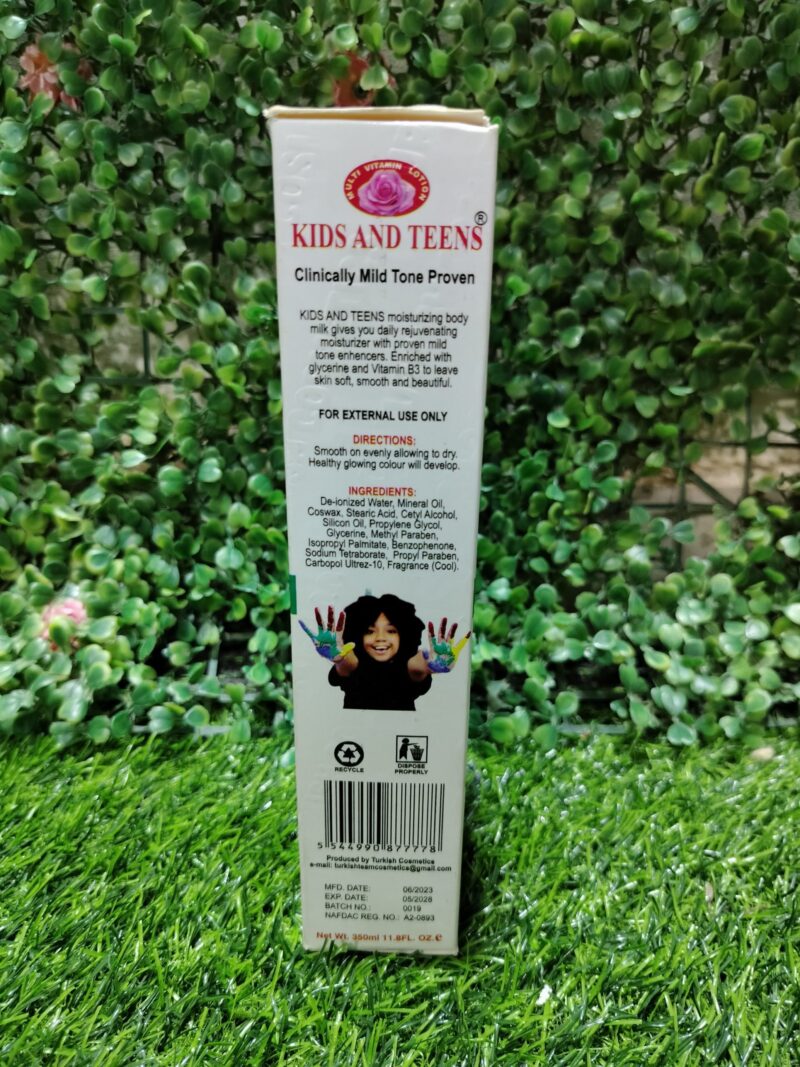 MULTI VITAMIN LOTION
KIDS AND TEENS®
Clinically Mild Tone Proven
KIDS AND TEENS moisturizing body
milk gives you daily rejuvenating
moisturizer with proven mild
tone enhencers. Enriched with
glycerine and Vitamin B3 to leave
skin soft, smooth and beautiful.
FOR EXTERNAL USE ONLY
DIRECTIONS:
Smooth on evenly allowing to dry.
Healthy glowing colour will develop.
INGREDIENTS:
De-ionized Water, Mineral Oil,
Coswax, Stearic Acid, Cetyl Alcohol,
Silicon Oil, Propylene Glycol,
Glycerine, Methyl Paraben,
Isopropyl Palmitate, Benzophenone,
Sodium Tetraborate, Propyl Paraben,
Carbopol Ultrez-10, Fragrance (Cool).
RECYCLE
DISPOSE
PROPERLY
5 544990 877778
Produced by Turkish Cosmetics
e-mail: turkishteamcosmetics@gmail.com
MFD. DATE: 06/2023
EXP. DATE: 05/2028
BATCH NO.: 0019
NAFDAC REG. NO.: A2-0893
Net Wt. 350ml 11.8FL. OZ.e